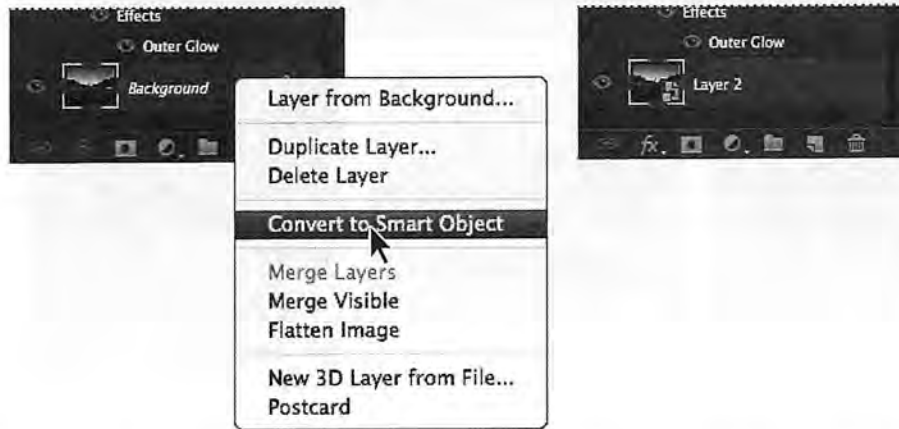 Effects
Outer Glow
Background
Layer from Background...
Duplicate Layer...
Delete Layer
Convert to Smart Object
Merge Layers
Merge Visible
Flatten Image
New 3D Layer from File...
Postcard
Effects
Outer Glow
Layer 2
fx